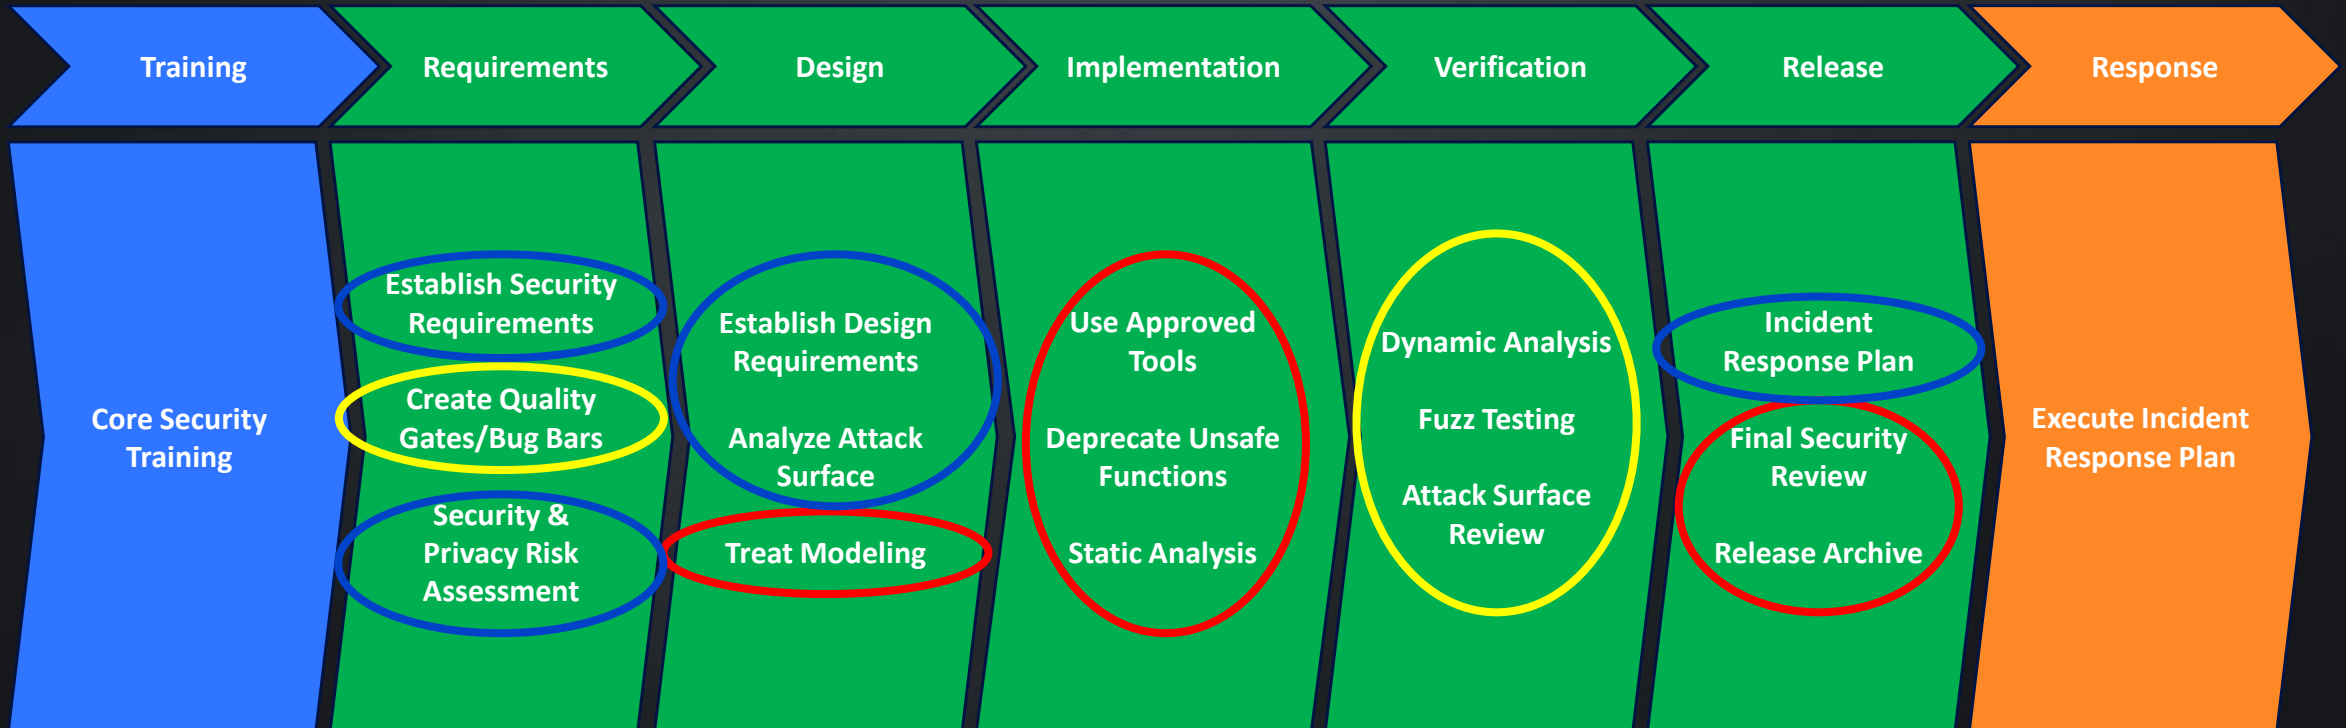 Training
Requirements
Design
Implementation
Verification
Release
Response
Core Security
Training
Establish Security
Requirements
Create Quality
Gates/Bug Bars
Security &
Privacy Risk
Assessment
Establish Design
Requirements
Analyze Attack
Surface
Treat Modeling
Use Approved
Tools
Deprecate Unsafe
Functions
Static Analysis
Dynamic Analysis
Fuzz Testing
Attack Surface
Review
Incident
Response Plan
Final Security
Review
Release Archive
Execute Incident
Response Plan